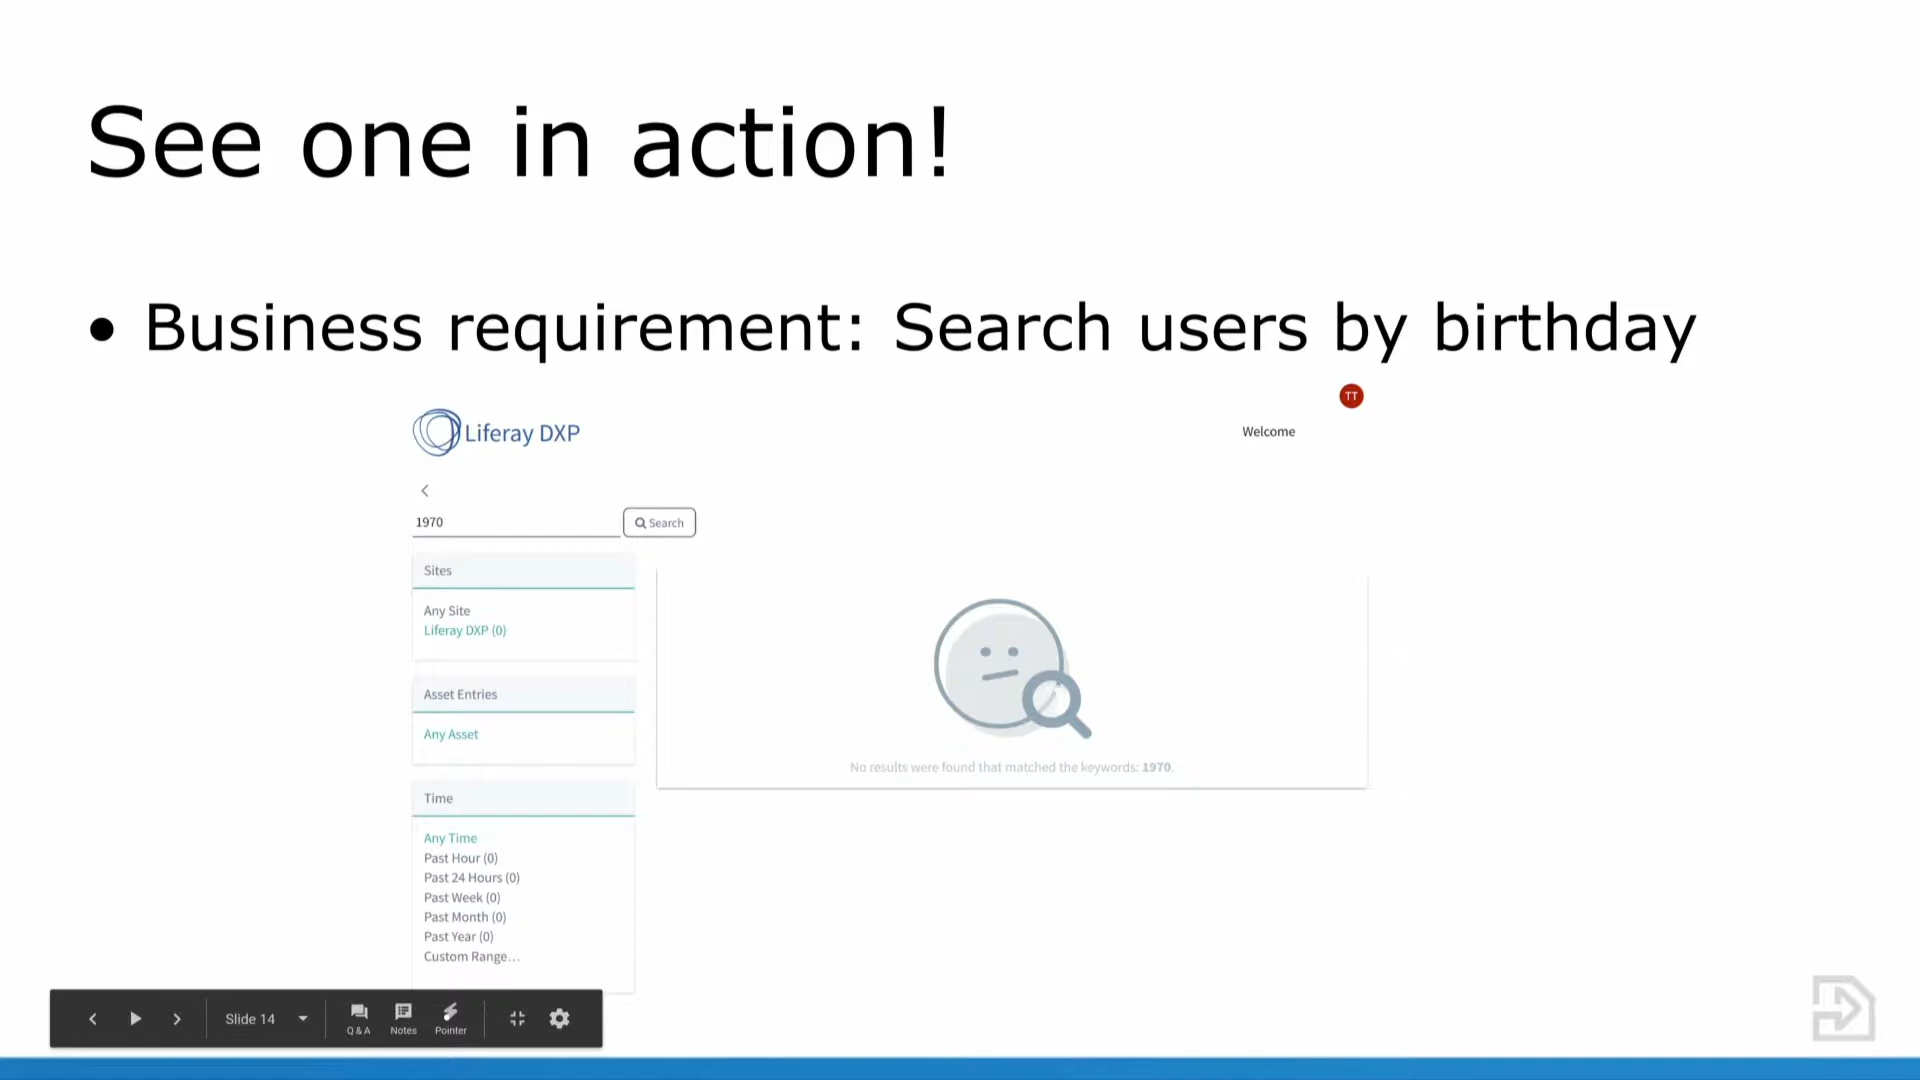 See one in action!
• Business requirement: Search users by birthday
TT
Liferay DXP
Welcome
1970
Search
Sites
Any Site
Liferay DXP (0)
Asset Entries
Any Asset
No results were found that matched the keywords: 1970.
Time
Any Time
Past Hour (0)
Past 24 Hours (0)
Past Week (0)
Past Month (0)
Past Year (0)
Custom Range...
Slide 14
Q & A
Notes
Pointer